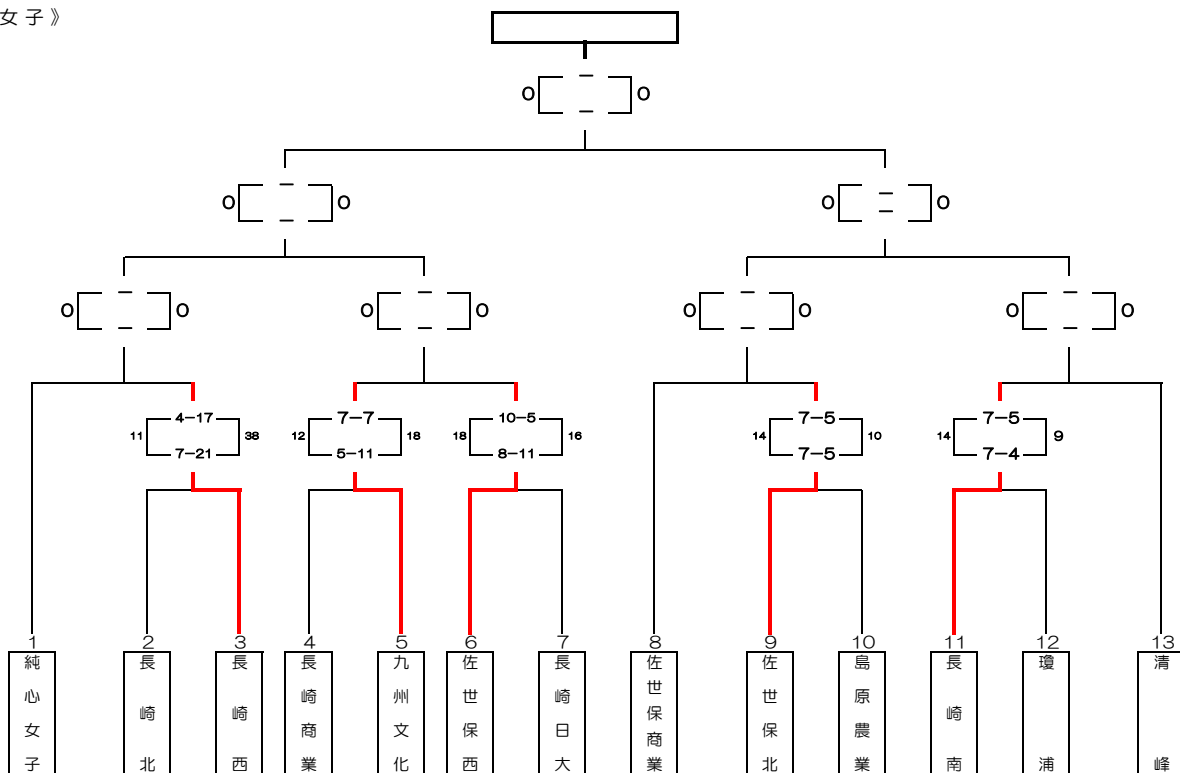 女子》
0 − 0
−
0 − 0
−
0 − 0
−
0 − 0
−
0 − 0
−
0 − 0
−
0 − 0
−
4−17
11 38
7−21
7−7
12 18
5−11
10−5
18 16
8−11
7−5
14 10
7−5
7−5
14 9
7−4
1 2 3 4 5 6 7 8 9 10 11 12 13
純心女子
長崎北
長崎西
長崎商業
九州文化
佐世保西
長崎日大
佐世保商業
佐世保北
島原農業
長崎南
瓊浦
清峰